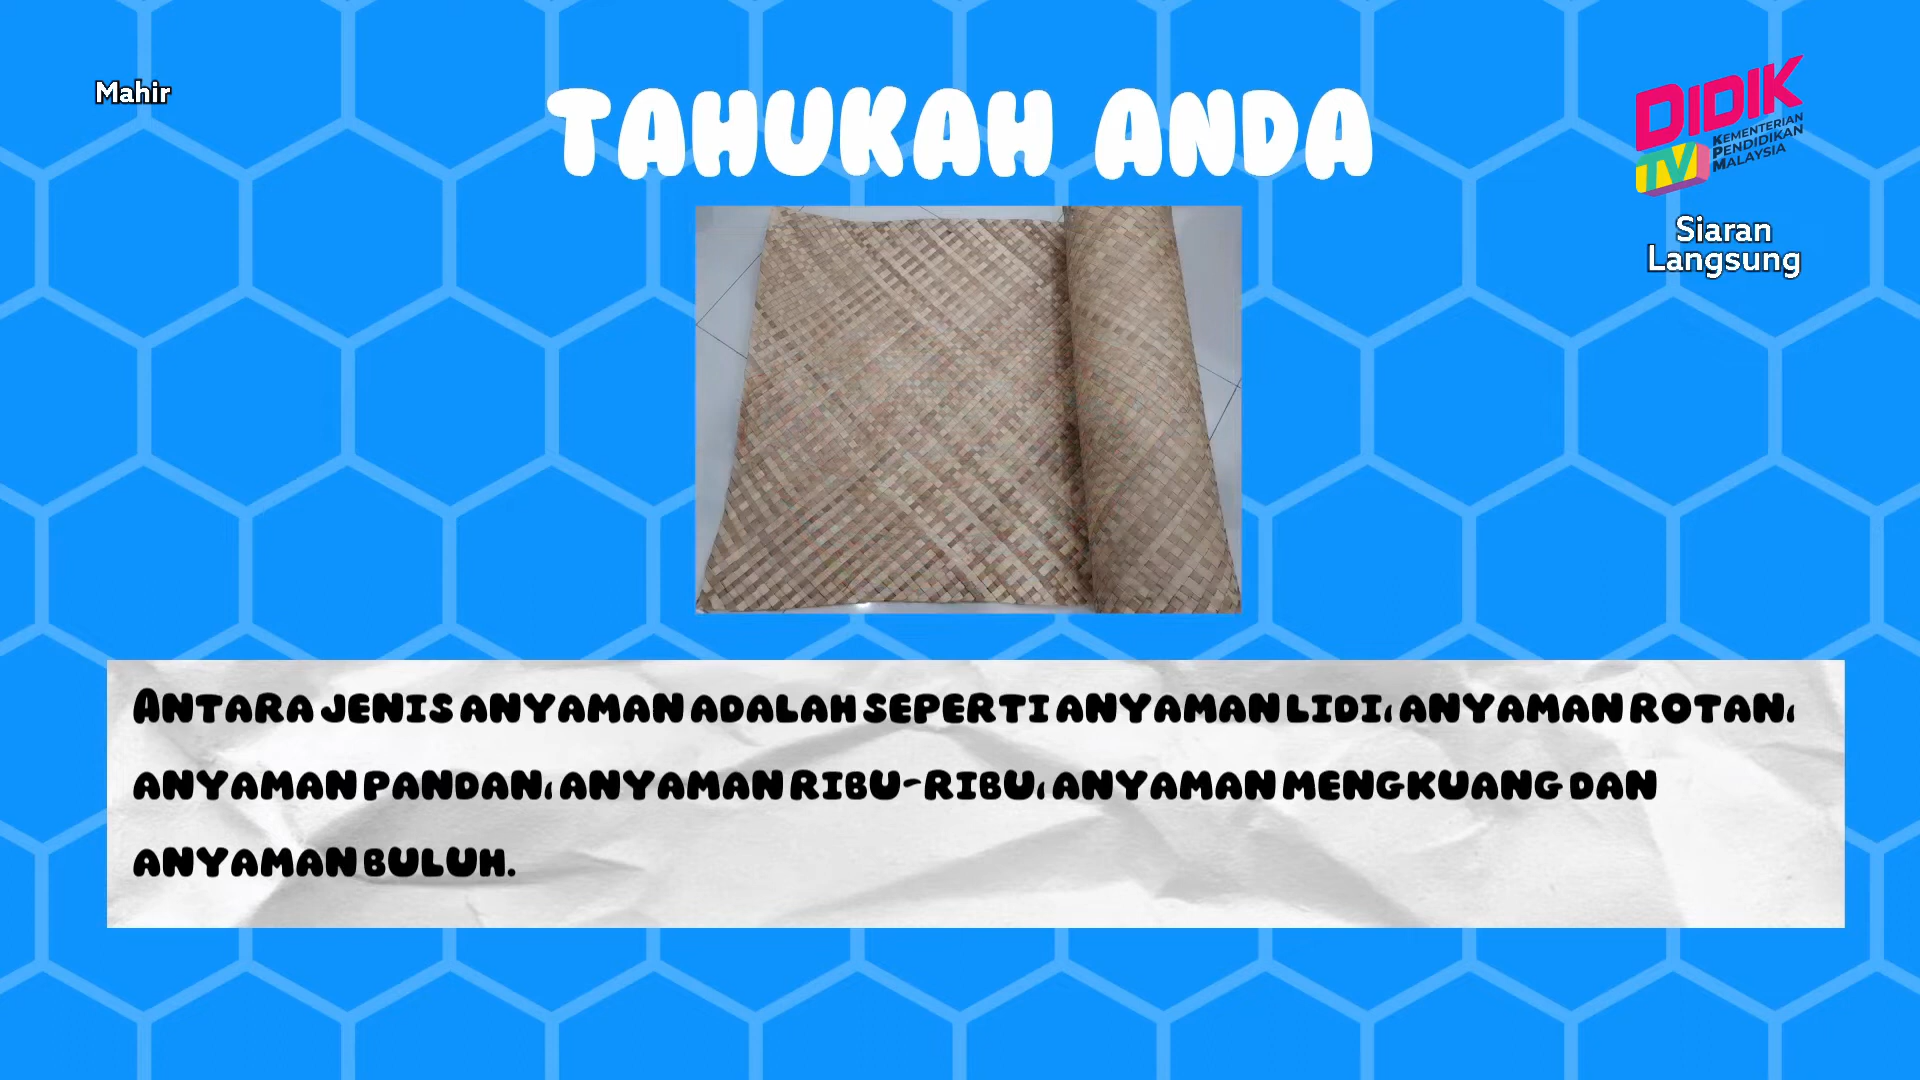 Mahir
TAHUKAH ANDA
DIDIK
TV
KEMENTERIAN
PENDIDIKAN
MALAYSIA
Siaran
Langsung
ANTARA JENIS ANYAMAN ADALAH SEPERTI ANYAMAN LIDI, ANYAMAN ROTAN,
ANYAMAN PANDAN, ANYAMAN RIBU-RIBU, ANYAMAN MENGKUANG DAN
ANYAMAN BULUH.